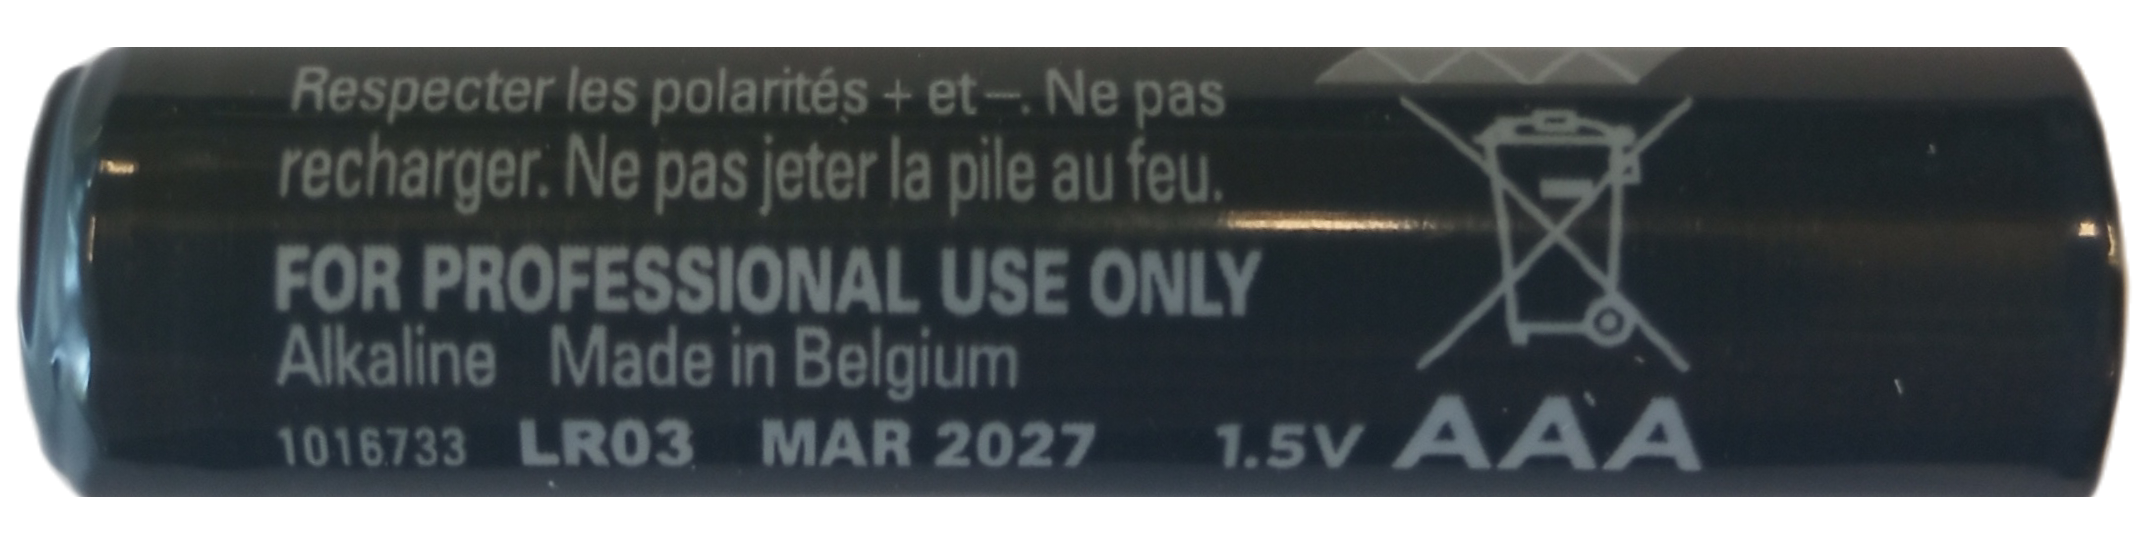 Respecter les polarités + et –. Ne pas
recharger. Ne pas jeter la pile au feu.
FOR PROFESSIONAL USE ONLY
Alkaline Made in Belgium
1016733 LR03 MAR 2027 1.5V AAA